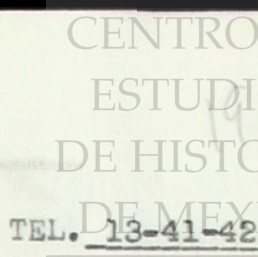 CENTRO
ESTUDI
DE HISTO
DE MEX
TEL. 13-41-42